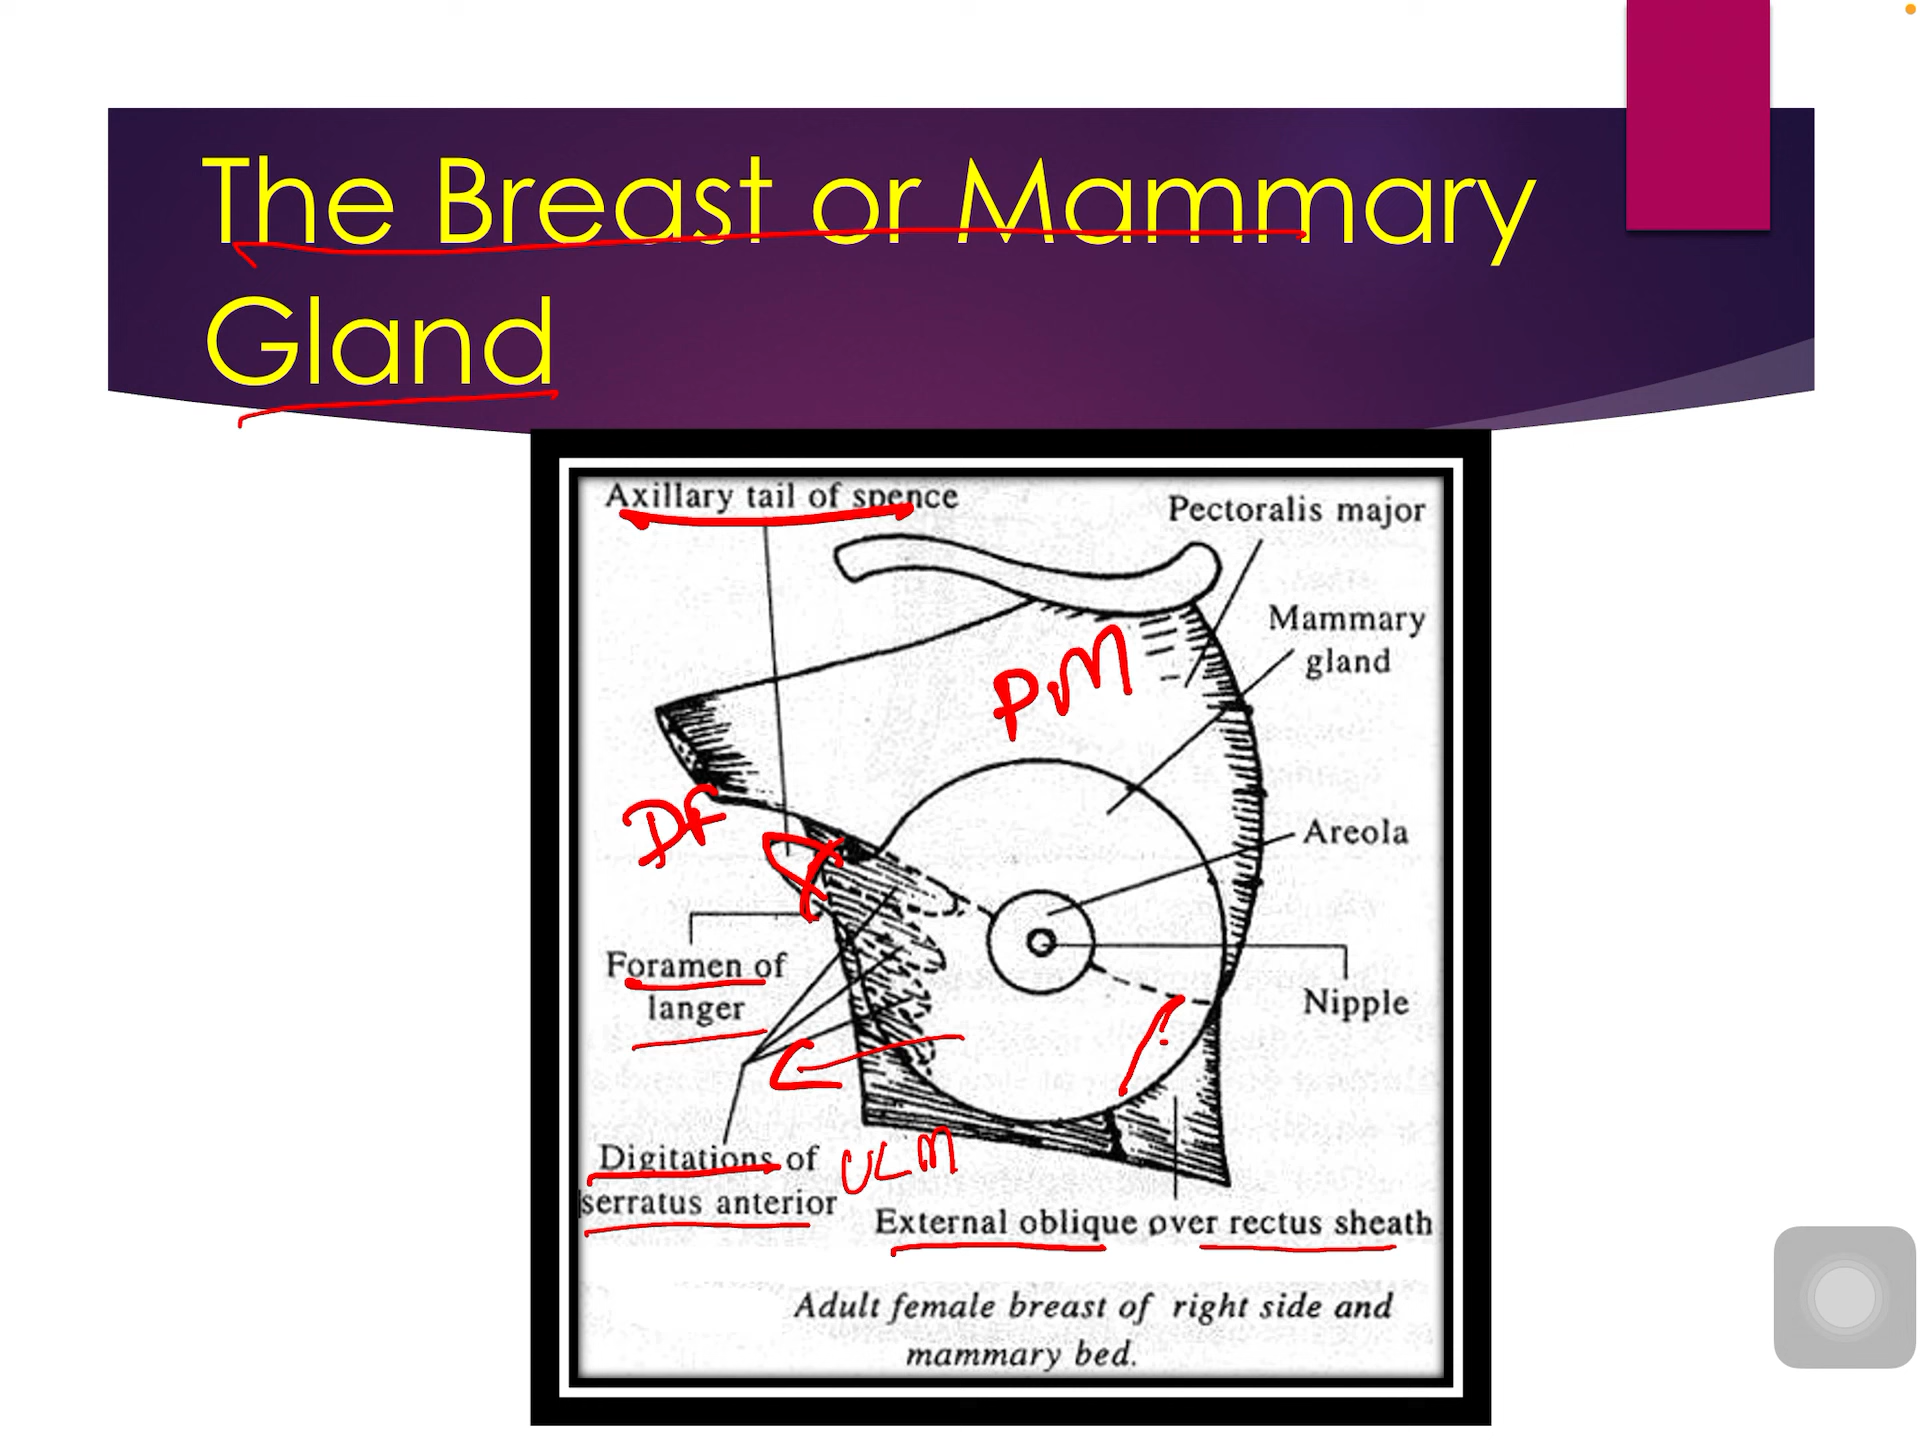 The Breast or Mammary
Gland
Axillary tail of spence
Pectoralis major
Mammary
gland
PM
DF
Areola
Foramen of
langer
Nipple
Digitations of
serratus anterior
External oblique over rectus sheath
Adult female breast of right side and
mammary bed.